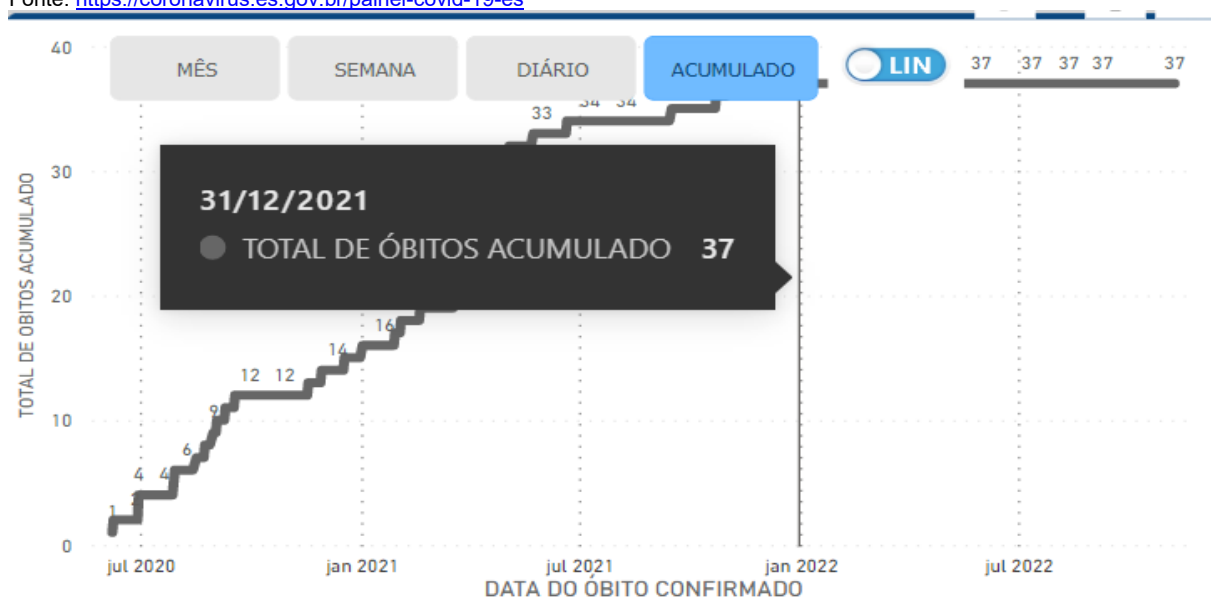 Fonte: https://coronavirus.es.gov.br/painel-covid-19-es
MÊS SEMANA DIÁRIO ACUMULADO LIN
40
37 37 37 37 37
33 34 34
30
31/12/2021
TOTAL DE ÓBITOS ACUMULADO 37
20
16
14
12 12
10
9
6
4 4
1
0
TOTAL DE OBITOS ACUMULADO
jul 2020 jan 2021 jul 2021 jan 2022 jul 2022
DATA DO ÓBITO CONFIRMADO